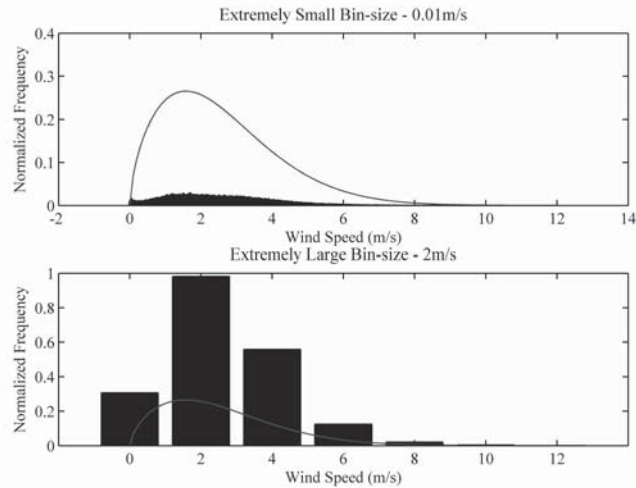 Extremely Small Bin-size - 0.01m/s
0.4
0.3
0.2
0.1
0
Normalized Frequency
-2 0 2 4 6 8 10 12 14
Wind Speed (m/s)
Extremely Large Bin-size - 2m/s
1
0.8
0.6
0.4
0.2
0
Normalized Frequency
0 2 4 6 8 10 12
Wind Speed (m/s)